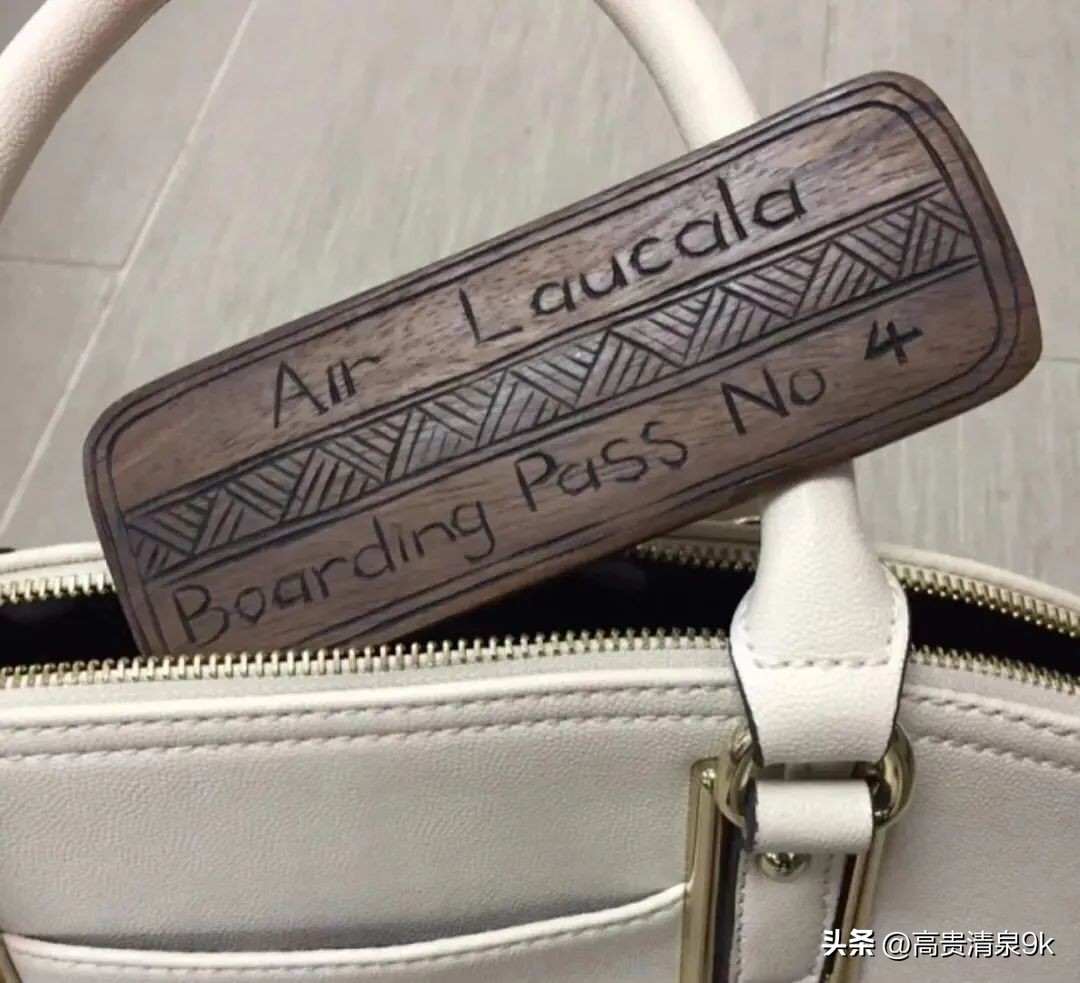 Air Laucala
Boarding Pass No 4
头条 @高贵清泉9k